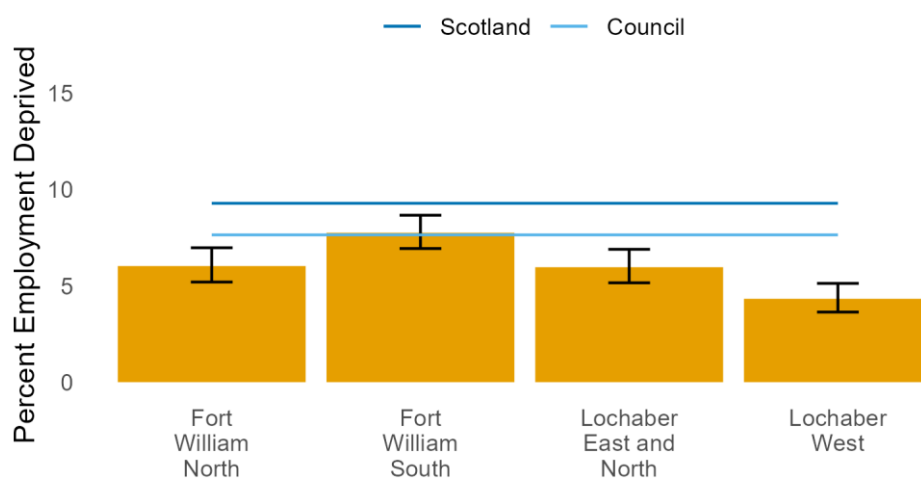 Scotland Council
Percent Employment Deprived
15
10
5
0
Fort
William
North
Fort
William
South
Lochaber
East and
North
Lochaber
West